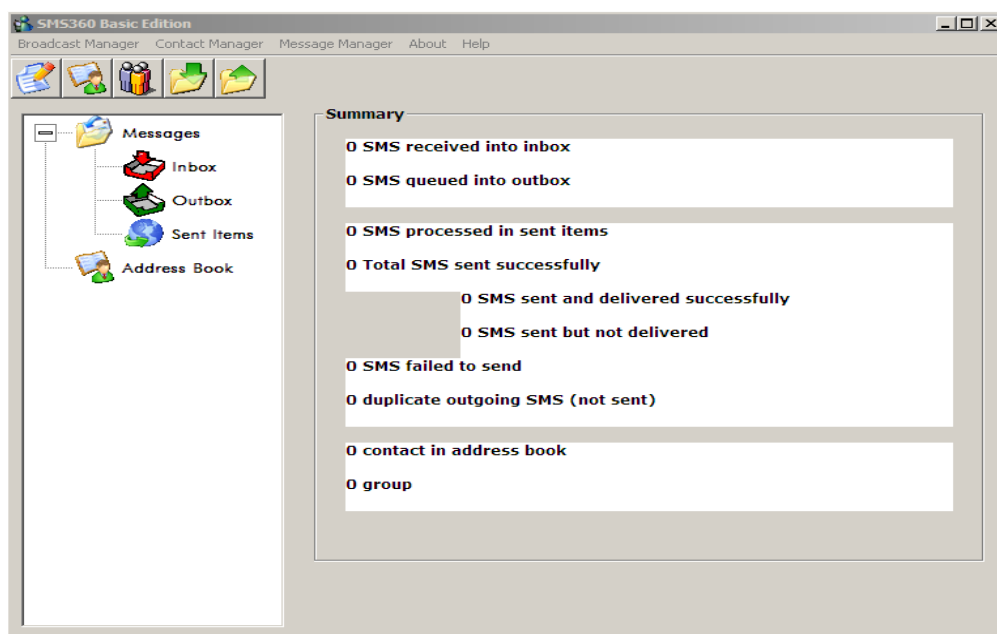 SMS360 Basic Edition
Broadcast Manager Contact Manager Message Manager About Help
Messages
Inbox
Outbox
Sent Items
Address Book
Summary
0 SMS received into inbox
0 SMS queued into outbox
0 SMS processed in sent items
0 Total SMS sent successfully
0 SMS sent and delivered successfully
0 SMS sent but not delivered
0 SMS failed to send
0 duplicate outgoing SMS (not sent)
0 contact in address book
0 group